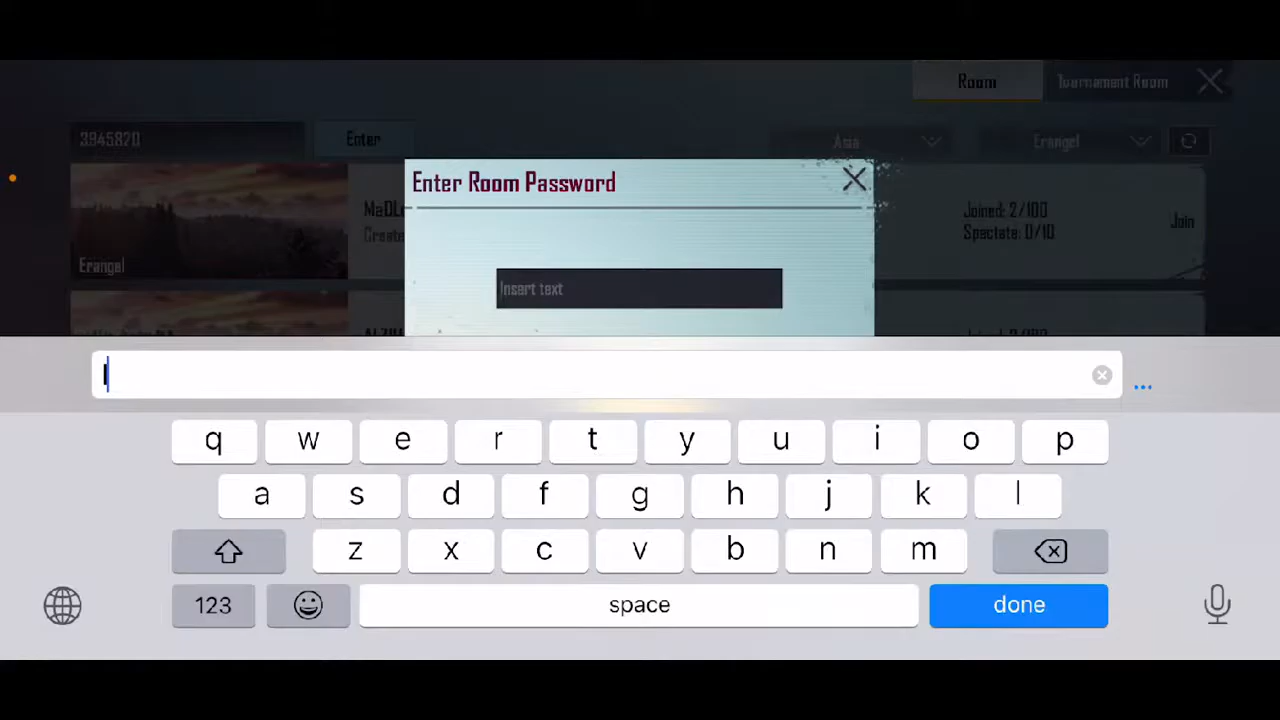 Room
Tournament Room
3945820
Enter
Asia
Erangel
Enter Room Password
Joined: 2/100
Spectate: 0/10
Join
Erangel
Insert text
I
q w e r t y u i o p
a s d f g h j k l
z x c v b n m
123
space
done